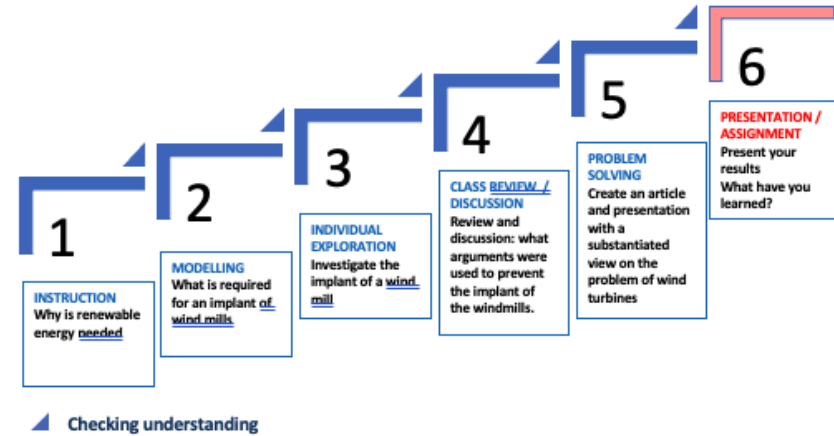 1
INSTRUCTION
Why is renewable
energy needed
2
MODELLING
What is required
for an implant of
wind mills
3
INDIVIDUAL
EXPLORATION
Investigate the
implant of a wind
mill
4
CLASS REVIEW /
DISCUSSION
Review and
discussion: what
arguments were
used to prevent
the implant of
the windmills.
5
PROBLEM
SOLVING
Create an article
and presentation
with a
substantiated
view on the
problem of wind
turbines
6
PRESENTATION /
ASSIGNMENT
Present your
results
What have you
learned?
Checking understanding